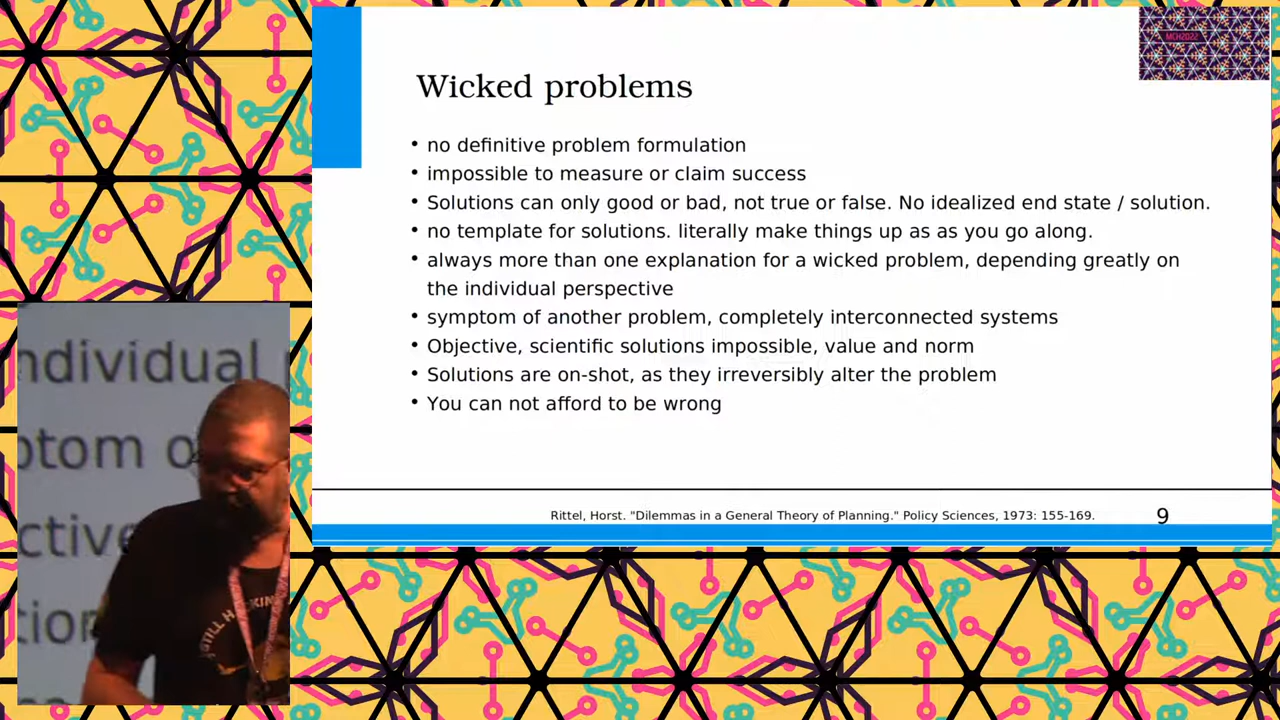 MCH2022
Wicked problems
• no definitive problem formulation
• impossible to measure or claim success
• Solutions can only good or bad, not true or false. No idealized end state / solution.
• no template for solutions. literally make things up as as you go along.
• always more than one explanation for a wicked problem, depending greatly on
the individual perspective
• symptom of another problem, completely interconnected systems
• Objective, scientific solutions impossible, value and norm
• Solutions are on-shot, as they irreversibly alter the problem
• You can not afford to be wrong
Rittel, Horst. "Dilemmas in a General Theory of Planning." Policy Sciences, 1973: 155-169.
9
ndividual
ptom o
ctive
tion
STILL HACKING